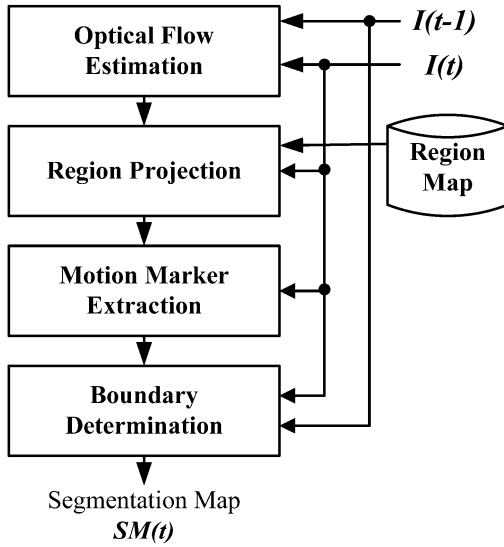 Optical Flow
Estimation
I(t-1)
I(t)
Region Projection
Region
Map
Motion Marker
Extraction
Boundary
Determination
Segmentation Map
SM(t)